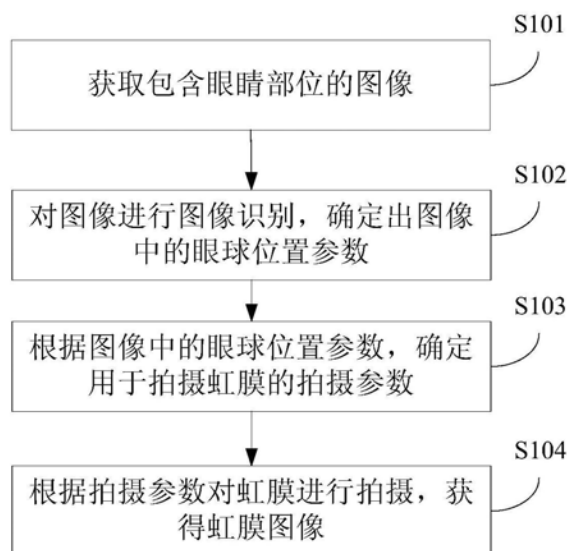 S101
获取包含眼睛部位的图像
S102
对图像进行图像识别，确定出图像
中的眼球位置参数
S103
根据图像中的眼球位置参数，确定
用于拍摄虹膜的拍摄参数
S104
根据拍摄参数对虹膜进行拍摄，获
得虹膜图像